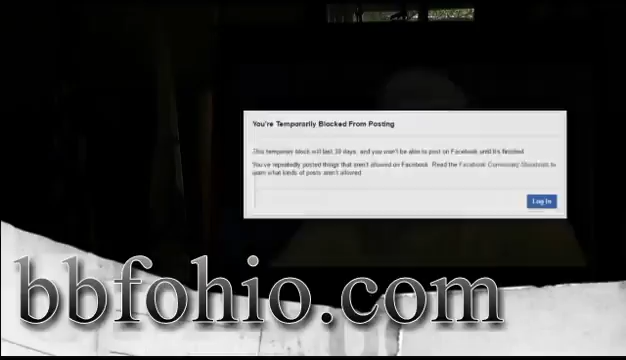 You're Temporarily Blocked From Posting
This temporary block will last 30 days, and you won't be able to post on Facebook until it's finished.
You've repeatedly posted things that aren't allowed on Facebook. Read the Facebook Community Standards to
learn what kinds of posts aren't allowed.
Log In
bbfohio.com